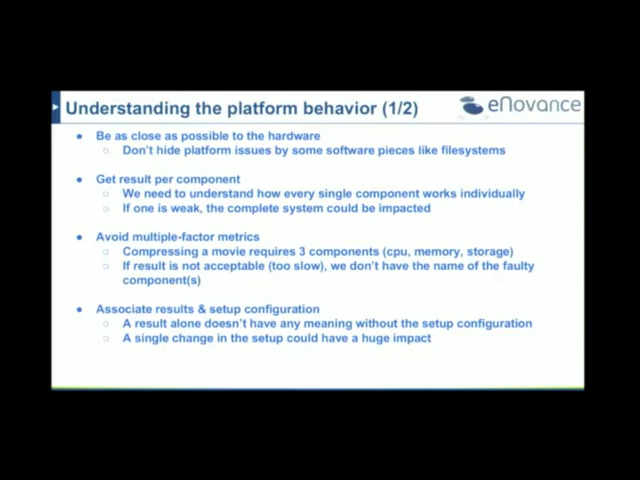 Understanding the platform behavior (1/2)
eNovance
● Be as close as possible to the hardware
○ Don't hide platform issues by some software pieces like filesystems
● Get result per component
○ We need to understand how every single component works individually
○ If one is weak, the complete system could be impacted
● Avoid multiple-factor metrics
○ Compressing a movie requires 3 components (cpu, memory, storage)
○ If result is not acceptable (too slow), we don't have the name of the faulty
component(s)
● Associate results & setup configuration
○ A result alone doesn't have any meaning without the setup configuration
○ A single change in the setup could have a huge impact